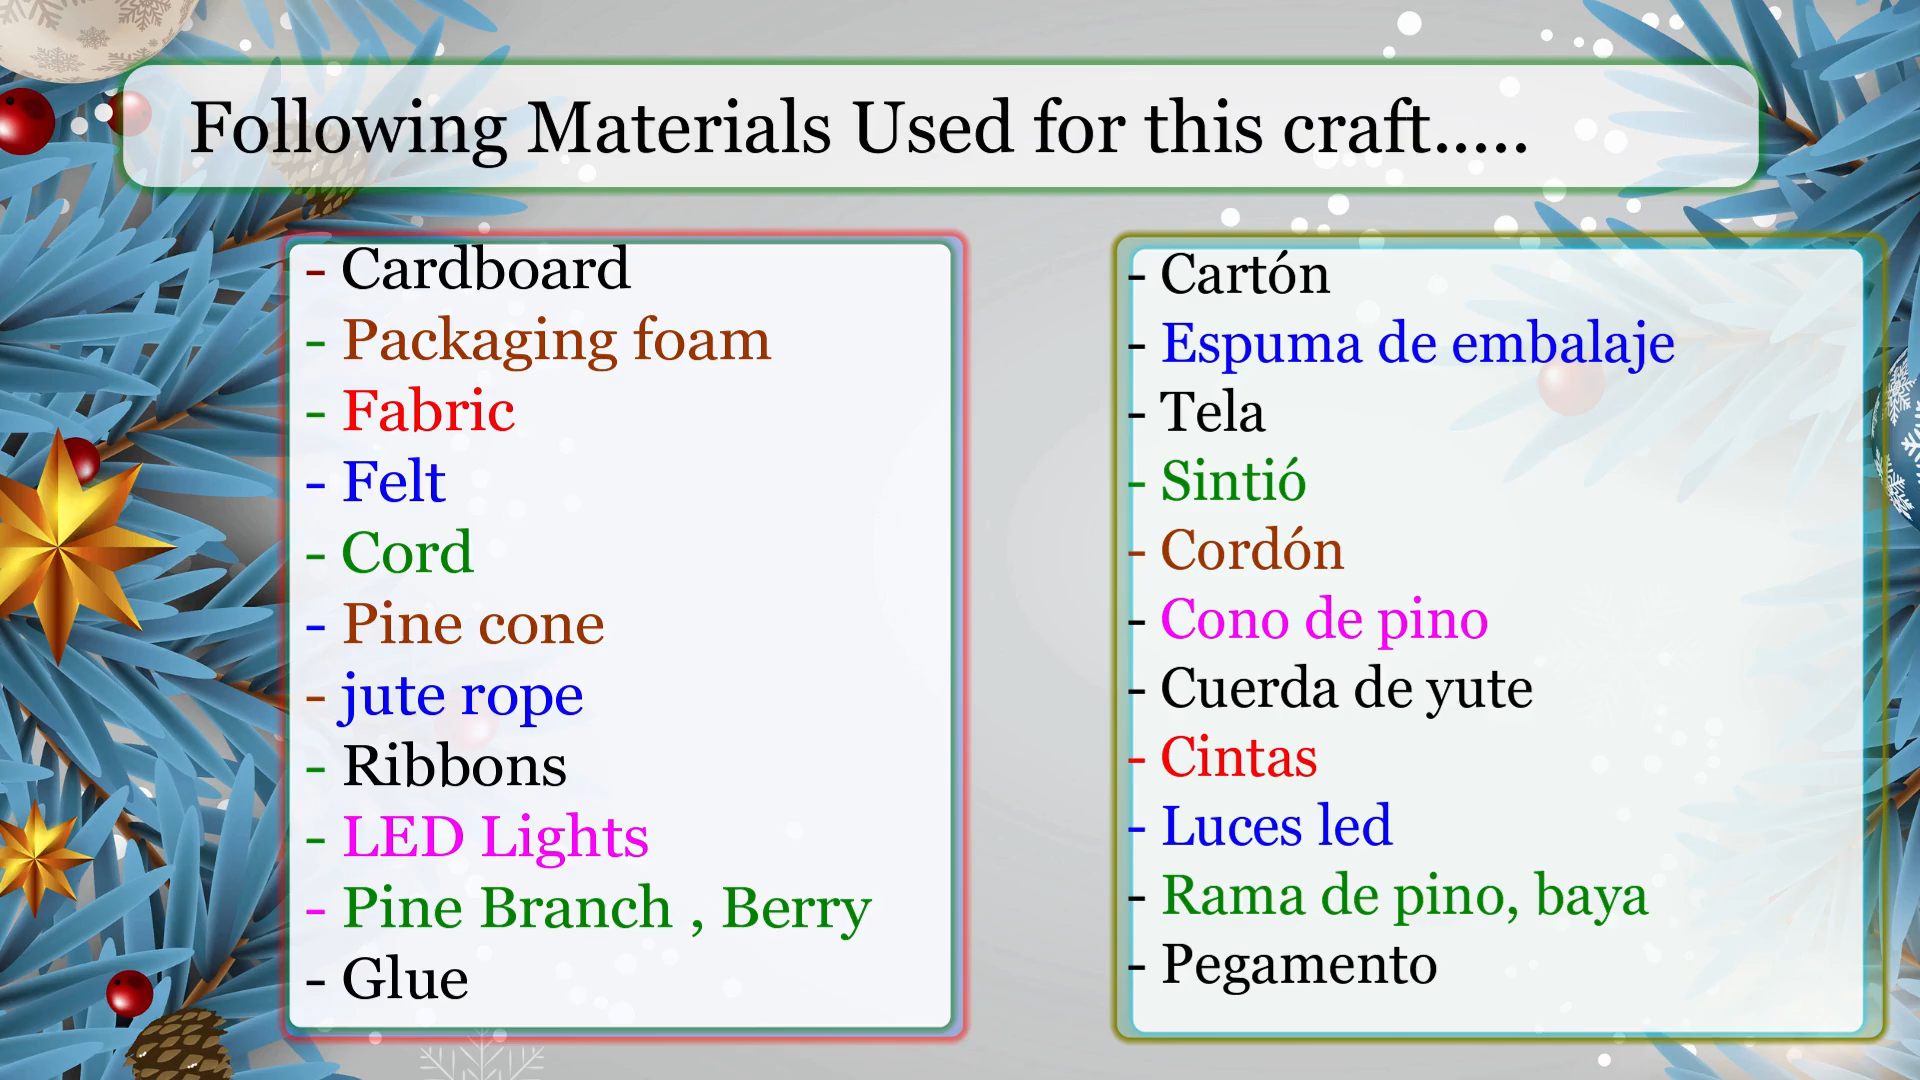 Following Materials Used for this craft.....
- Cardboard
- Packaging foam
- Fabric
- Felt
- Cord
- Pine cone
- jute rope
- Ribbons
- LED Lights
- Pine Branch , Berry
- Glue
- Cartón
- Espuma de embalaje
- Tela
- Sintió
- Cordón
- Cono de pino
- Cuerda de yute
- Cintas
- Luces led
- Rama de pino, baya
- Pegamento